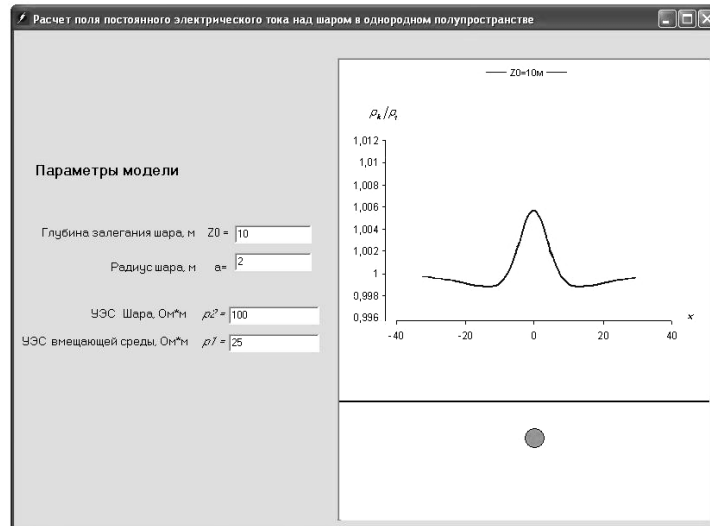 Расчет поля постоянного электрического тока над шаром в однородном полупространстве
Z0=10м
ρk/ρ1
1,012
1,01
1,008
1,006
1,004
1,002
1
0,998
0,996
-40
-20
0
20
40
x
Параметры модели
Глубина залегания шара, м Z0 = 10
Радиус шара, м a= 2
УЭС Шара, Ом*м ρ2 = 100
УЭС вмещающей среды, Ом*м ρ1 = 25